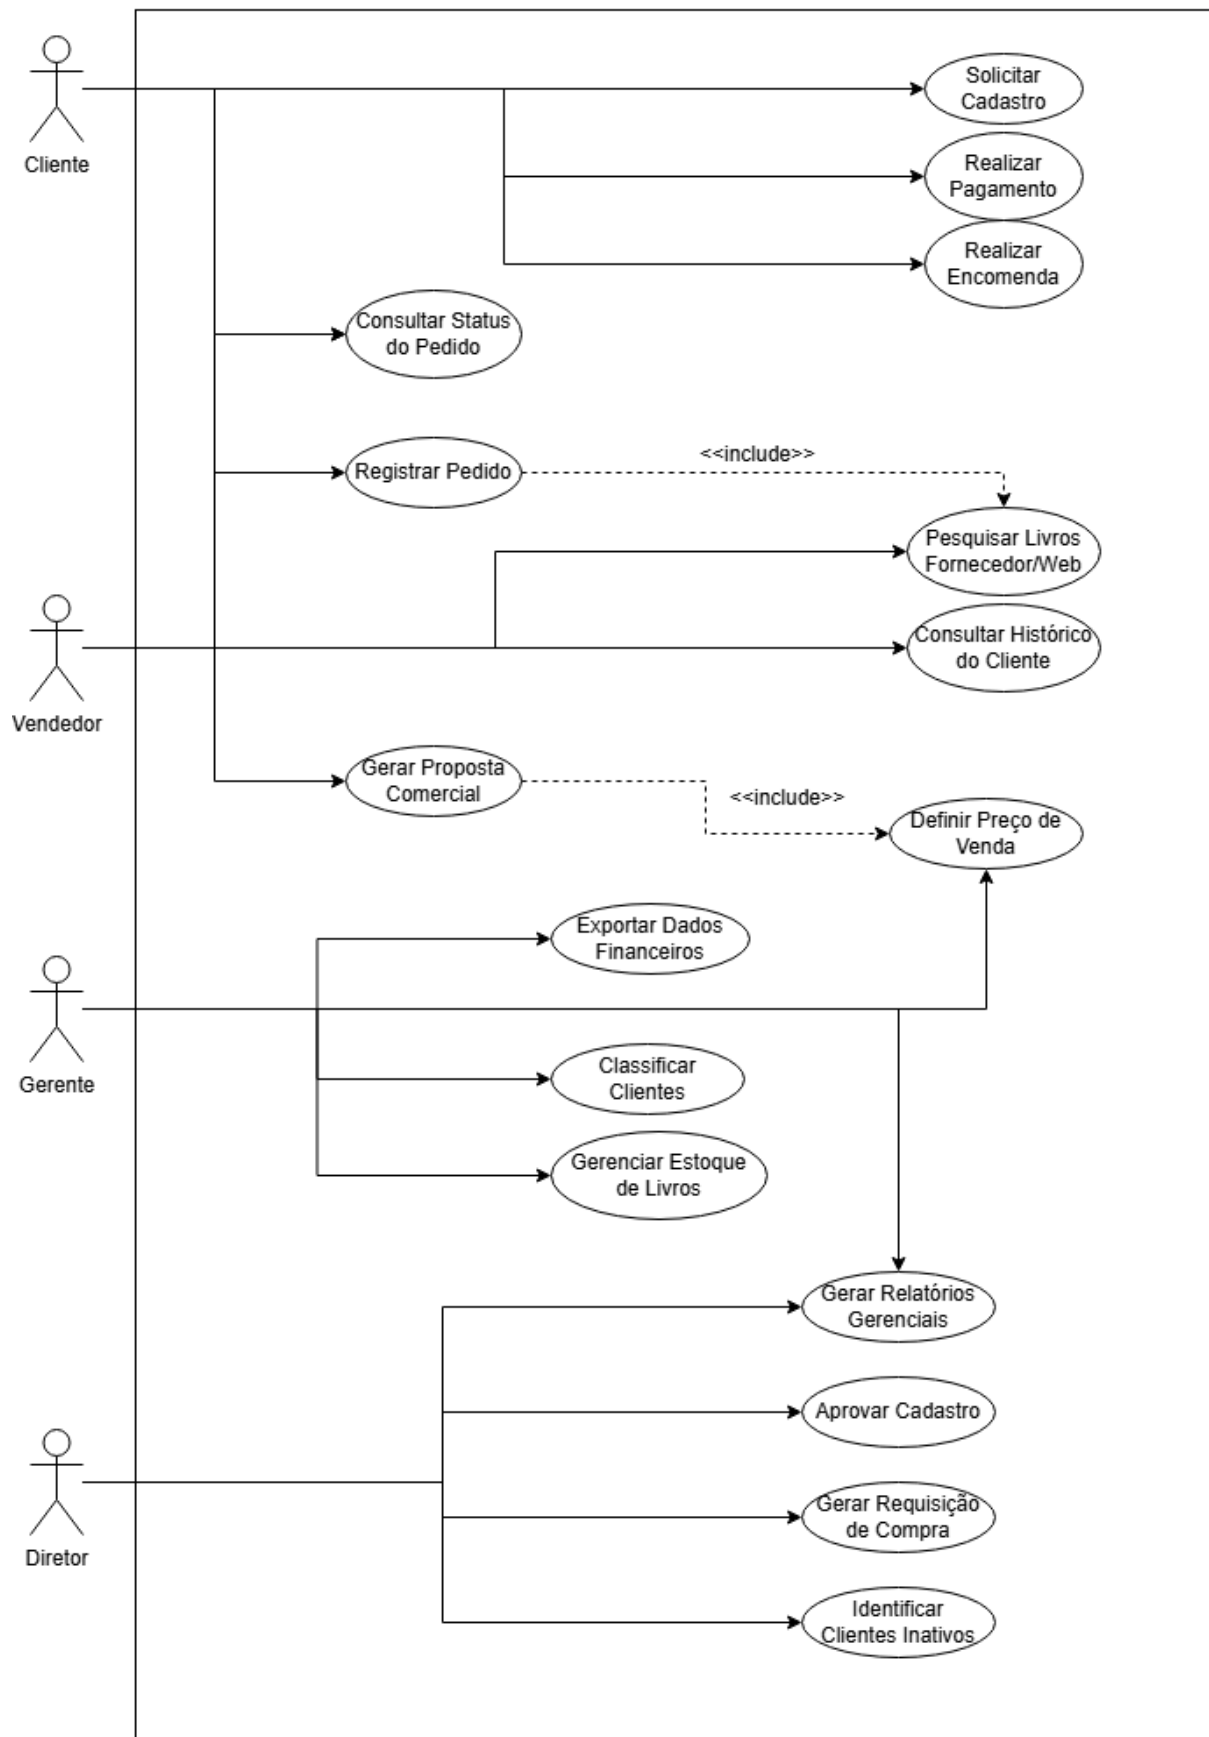 Solicitar
Cadastro
Cliente
Realizar
Pagamento
Realizar
Encomenda
Consultar Status
do Pedido
<<include>>
Registrar Pedido
Pesquisar Livros
Fornecedor/Web
Consultar Histórico
do Cliente
Vendedor
Gerar Proposta
Comercial
<<include>>
Definir Preço de
Venda
Exportar Dados
Financeiros
Gerente
Classificar
Clientes
Gerenciar Estoque
de Livros
Gerar Relatórios
Gerenciais
Aprovar Cadastro
Gerar Requisição
de Compra
Diretor
Identificar
Clientes Inativos